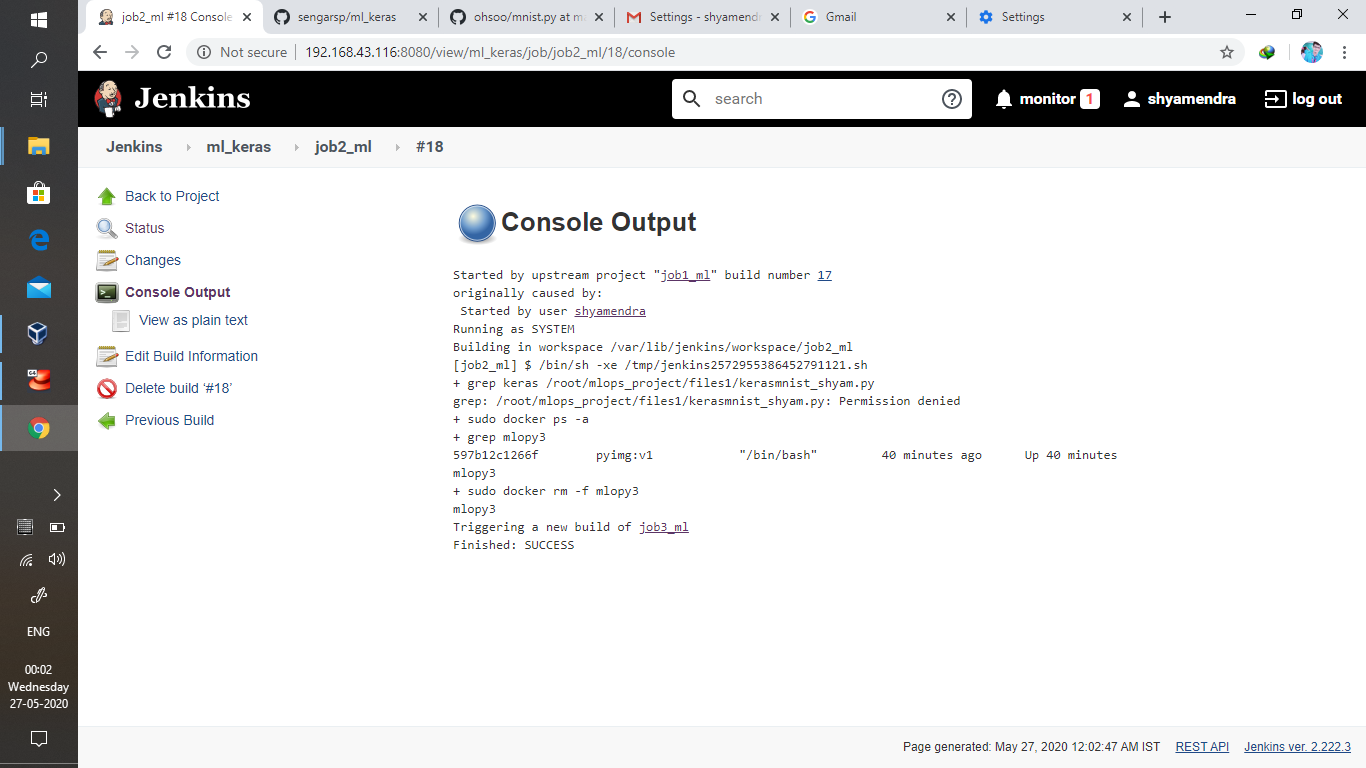 job2_ml #18 Console
sengarsp/ml_keras
ohsoo/mnist.py at ma
Settings - shyamendr
Gmail
Settings
Not secure
192.168.43.116:8080/view/ml_keras/job/job2_ml/18/console
Jenkins
search
monitor 1
shyamendra
log out
Jenkins
ml_keras
job2_ml
#18
Back to Project
Status
Changes
Console Output
View as plain text
Edit Build Information
Delete build ‘#18’
Previous Build
Console Output
Started by upstream project "job1_ml" build number 17
originally caused by:
Started by user shyamendra
Running as SYSTEM
Building in workspace /var/lib/jenkins/workspace/job2_ml
[job2_ml] $ /bin/sh -xe /tmp/jenkins2572955386452791121.sh
+ grep keras /root/mlops_project/files1/kerasmnist_shyam.py
grep: /root/mlops_project/files1/kerasmnist_shyam.py: Permission denied
+ sudo docker ps -a
+ grep mlopy3
597b12c1266f pyimg:v1 "/bin/bash" 40 minutes ago Up 40 minutes
mlopy3
+ sudo docker rm -f mlopy3
mlopy3
Triggering a new build of job3_ml
Finished: SUCCESS
64
ENG
00:02
Wednesday
27-05-2020
Page generated: May 27, 2020 12:02:47 AM IST
REST API
Jenkins ver. 2.222.3